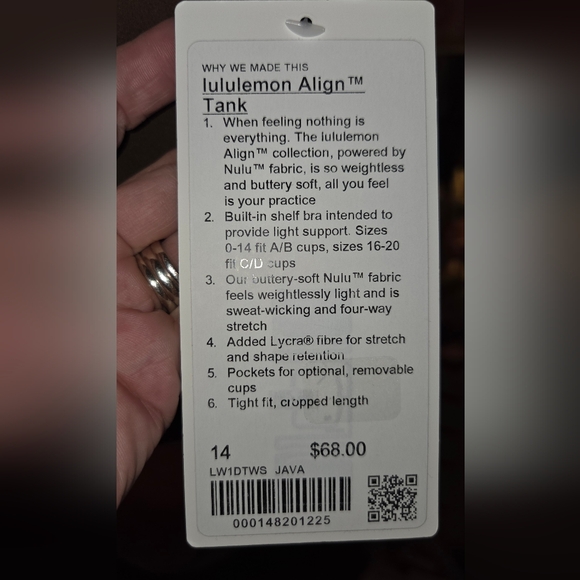 WHY WE MADE THIS
lululemon Align™
Tank
1. When feeling nothing is
everything. The lululemon
Align™ collection, powered by
Nulu™ fabric, is so weightless
and buttery soft, all you feel
is your practice
2. Built-in shelf bra intended to
provide light support. Sizes
0-14 fit A/B cups, sizes 16-20
fit C/D cups
3. Our buttery-soft Nulu™ fabric
feels weightlessly light and is
sweat-wicking and four-way
stretch
4. Added Lycra® fibre for stretch
and shape retention
5. Pockets for optional, removable
cups
6. Tight fit, cropped length
14 $68.00
LW1DTWS JAVA
000148201225